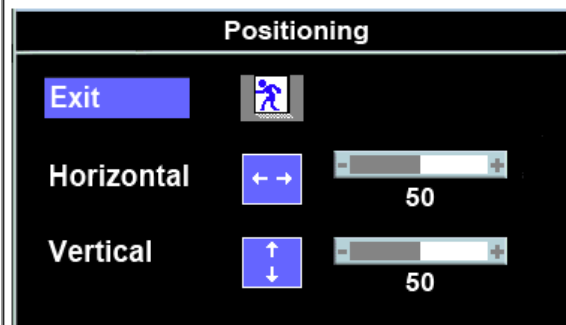 Positioning
Exit
Horizontal
- +
50
Vertical
- +
50